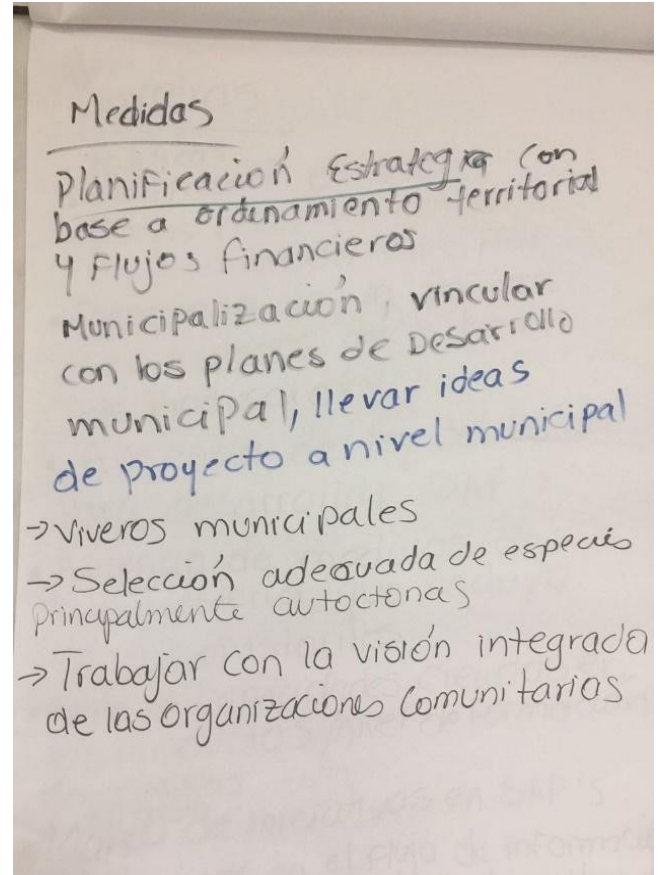 Medidas
Planificación Estrategia con
base a ordenamiento territorial
y Flujos financieros
Municipalización, vincular
con los planes de Desarrollo
municipal, llevar ideas
de proyecto a nivel municipal
→Viveros municipales
→Selección adecuada de especies
principalmente autoctonas
→Trabajar con la visión integrada
de las organizaciones comunitarias